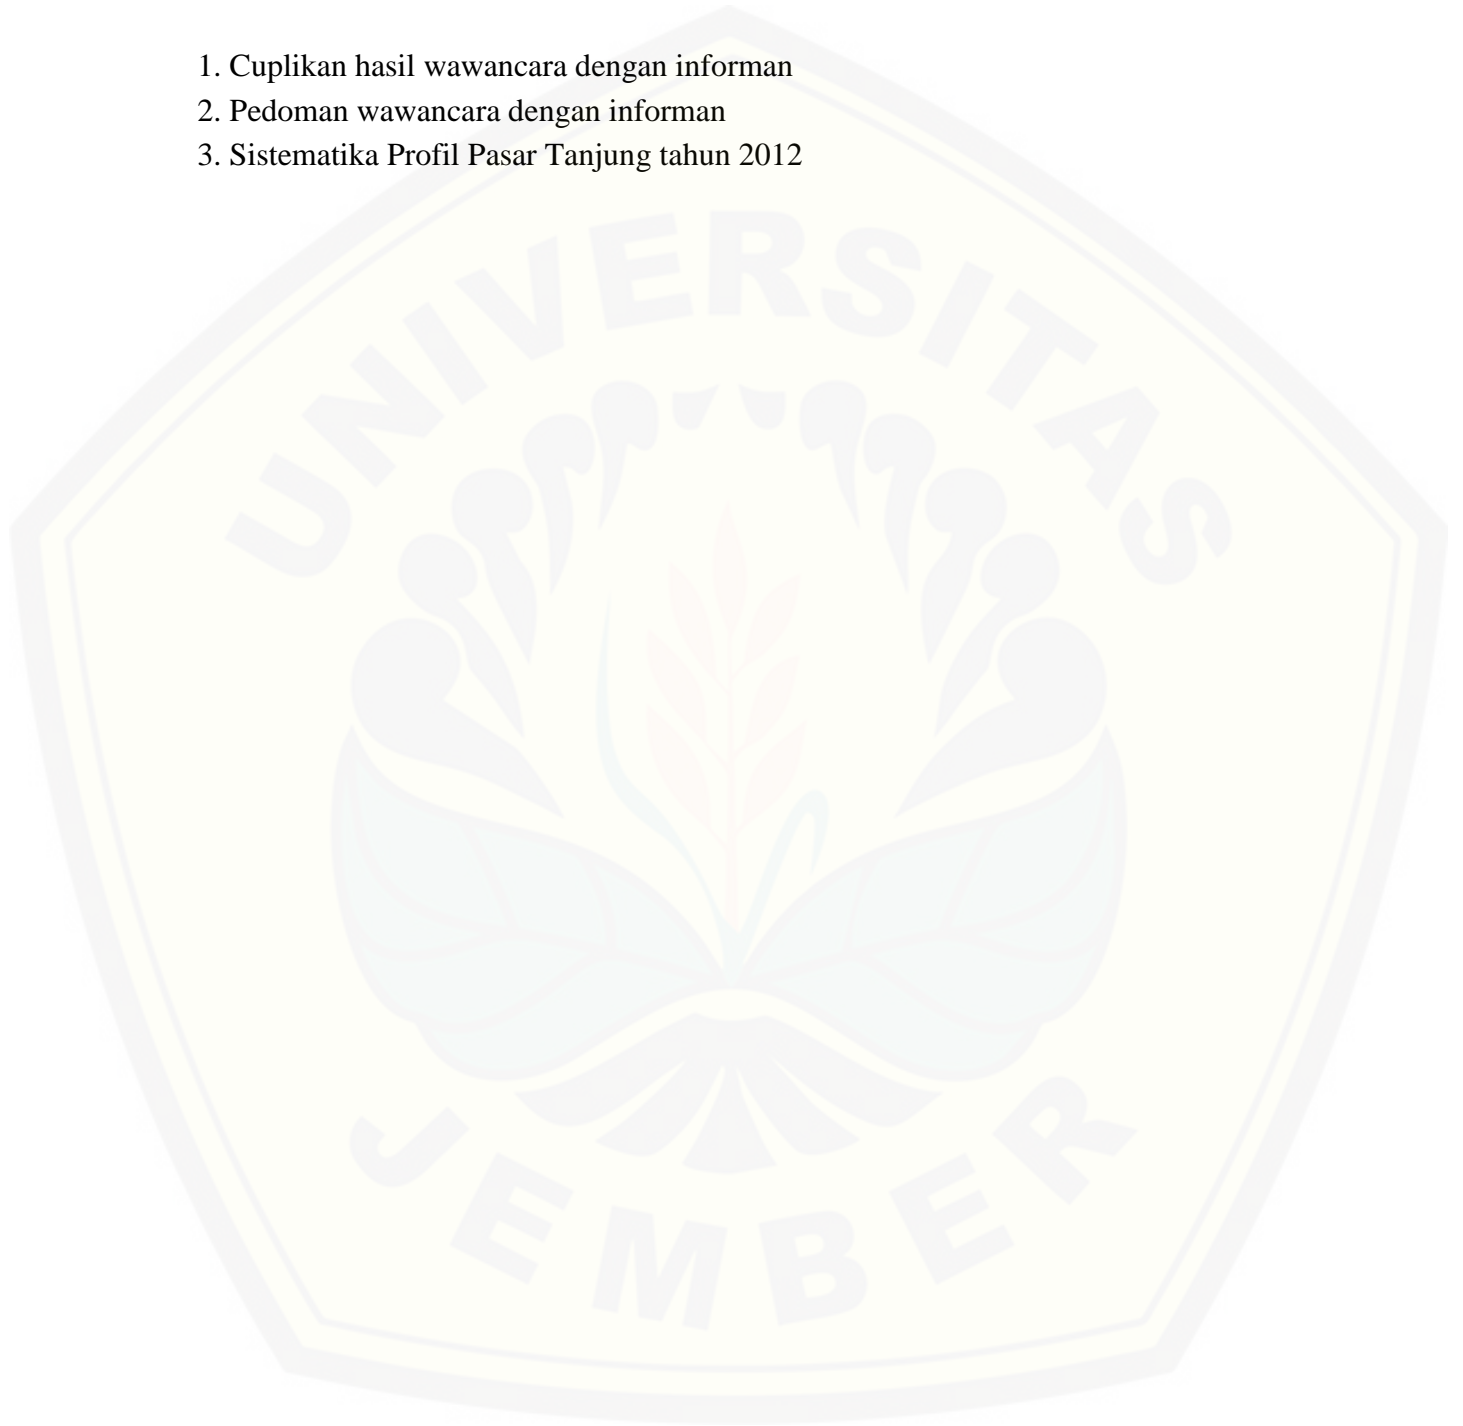 1. Cuplikan hasil wawancara dengan informan
2. Pedoman wawancara dengan informan
3. Sistematika Profil Pasar Tanjung tahun 2012
UNIVERSITAS
JEMBER